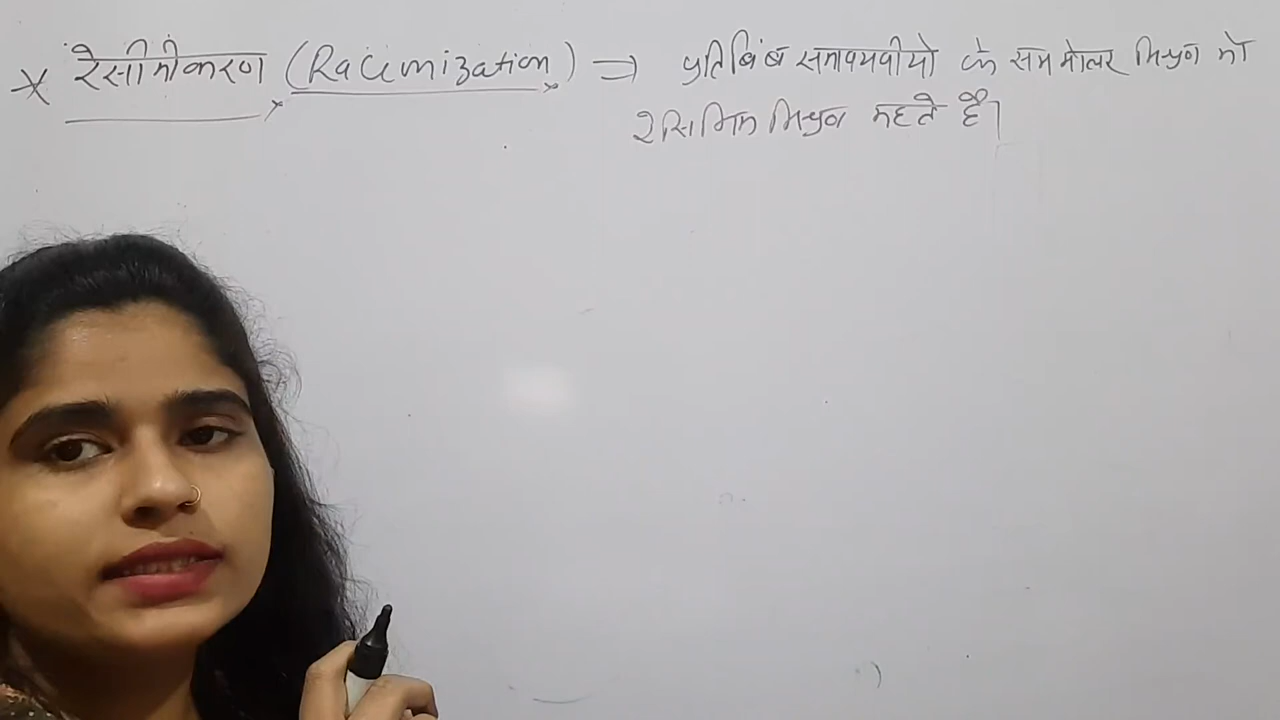 * रेसीमीकरण (Racimization) ⇒ प्रतिबिंब समावयवीयो के सममोलर मिश्रण को
रेसिमिक मिश्रण कहते है।